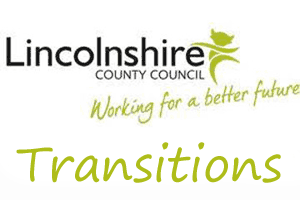 Lincolnshire
COUNTY COUNCIL
Working for a better future
Transitions